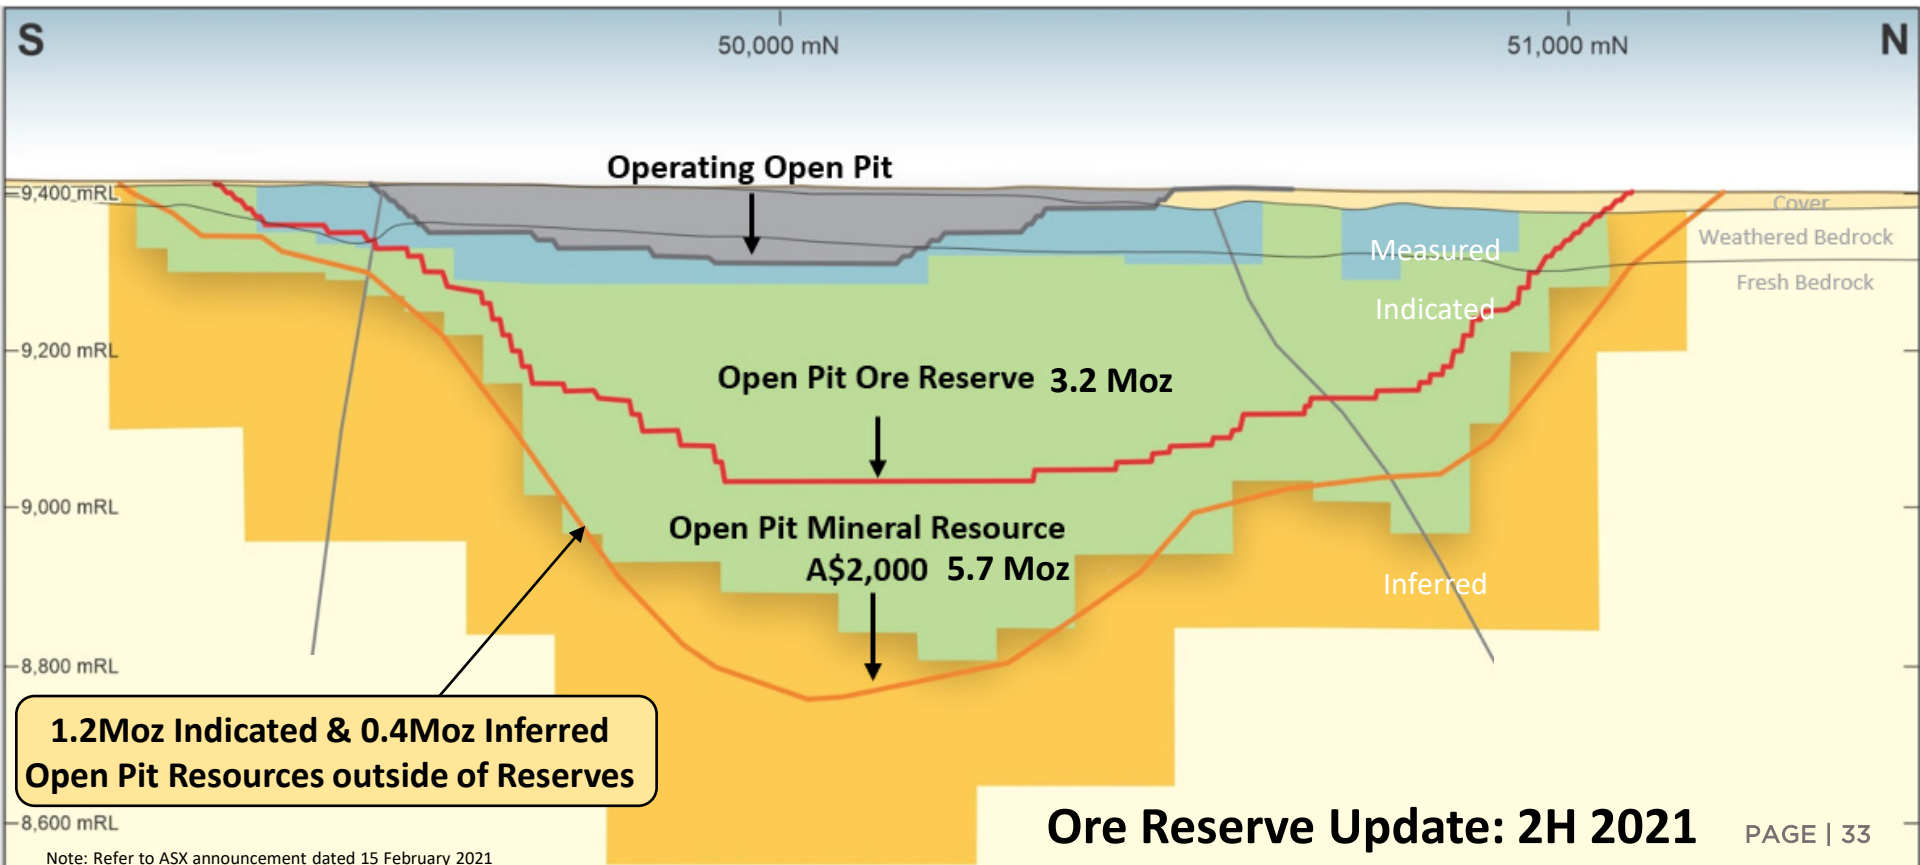 S
50,000 mN
51,000 mN
N
Operating Open Pit
9,400 mRL
Cover
Weathered Bedrock
Measured
Fresh Bedrock
Indicated
9,200 mRL
Open Pit Ore Reserve 3.2 Moz
9,000 mRL
Open Pit Mineral Resource
A$2,000 5.7 Moz
Inferred
8,800 mRL
1.2Moz Indicated & 0.4Moz Inferred
Open Pit Resources outside of Reserves
8,600 mRL
Ore Reserve Update: 2H 2021
PAGE | 33
Note: Refer to ASX announcement dated 15 February 2021